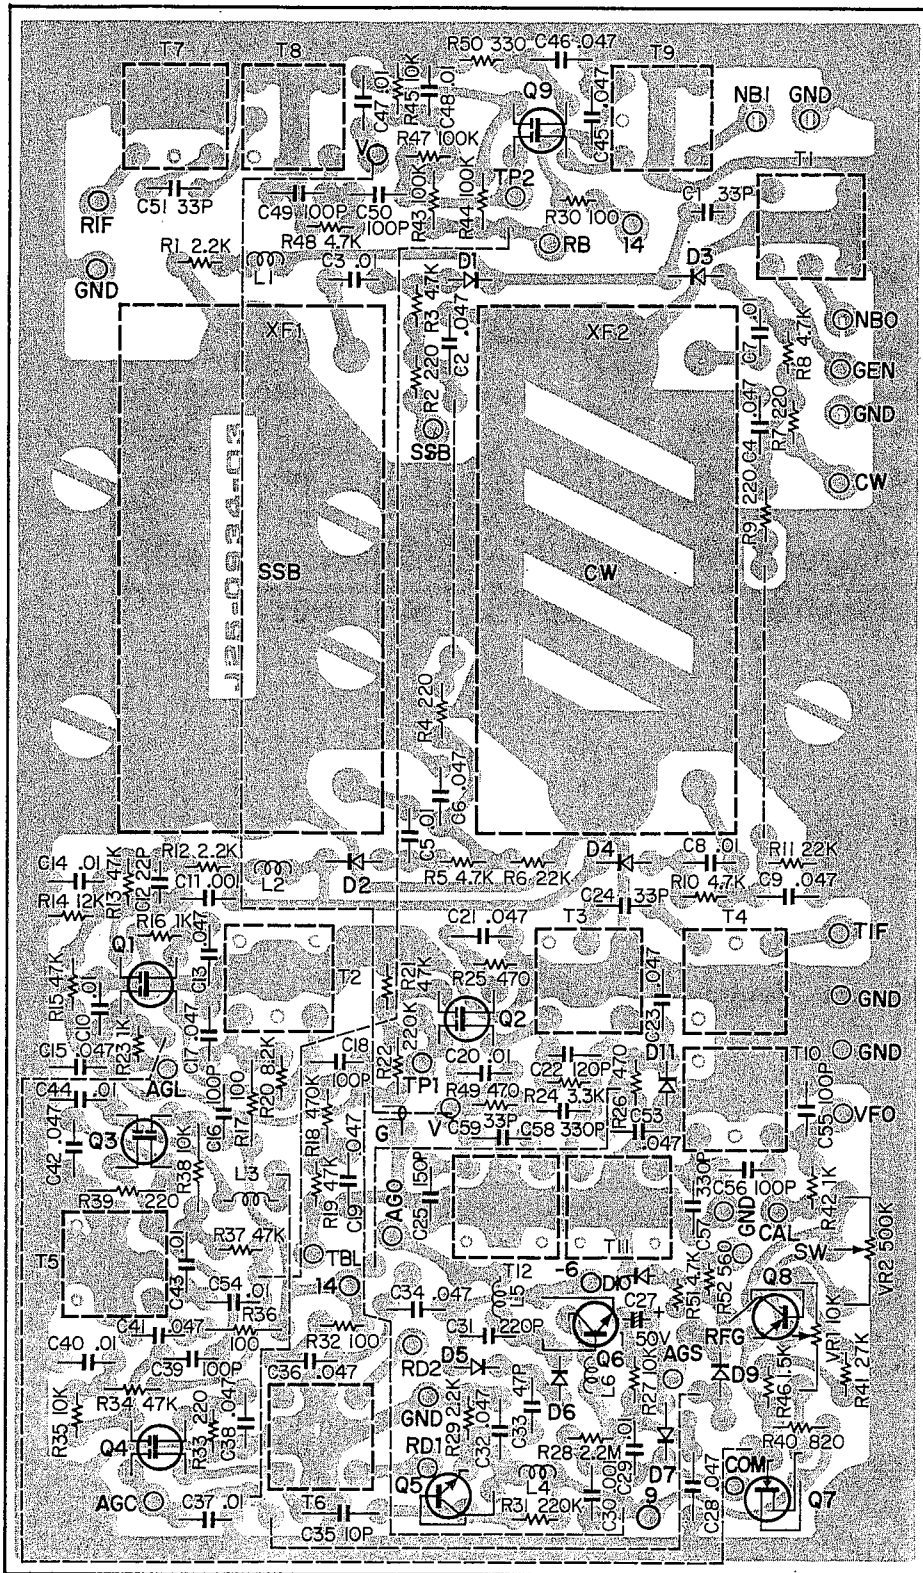 R50 330
C46 .047
T7
T8
T9
C47 .01
R45 10K
C48 .01
Q9
C45 .047
NB1
GND
V
R47 100K
T1
TP2
C51 33P
RIF
C49 100P
C50 100P
R43 100K
R44 100K
R30 100
14
C1 33P
R48 4.7K
RB
R1 2.2K
L1
C3 .01
D1
D3
GND
R3 4.7K
C2 .047
NBO
XF1
XF2
C7 .01
R8 4.7K
GEN
R2 220
C4 .047
R7 220
GND
SSB
CW
R9 220
J25-0934-03
SSB
CW
R4 220
C6 .047
C5 .01
C14 .01
R13 47K
C12 22P
R12 2.2K
C11 .001
L2
D2
R5 4.7K
R6 22K
D4
C8 .01
R11 22K
R14 12K
C24 33P
R10 4.7K
C9 .047
R16 1K
Q1
C13 .047
C21 .047
T3
T4
TIF
R15 47K
C10 .01
T2
R21 47K
R25 470
C23 .047
GND
R23 1K
C17 .047
Q2
C15 .047
C18 100P
R22 220K
C20 .01
D11
GND
AGL
R20 82K
TP1
C22 120P
T10
C44 .01
C16 100P
R17 100
R49 470
R24 3.3K
R26 470
C55 100P
C42 .047
Q3
R18 470K
G
V
C59 33P
C58 330P
C53 .047
VFO
R38 10K
R39 220
L3
R19 4.7K
C19 .047
AGO
C25 150P
C57 330P
C56 100P
GND
CAL
R42 1K
T5
R37 47K
TBL
T12
T11
SW
VR2 500K
C43 .01
C54 .01
14
C34 .047
L5
-6
D10
R51 4.7K
R52 560
Q8
C41 .047
R36 100
R32 100
C31 220P
C27
+
50V
RFG
VR1 10K
C40 .01
C39 100P
C36 .047
RD2
D5
Q6
AGS
D9
R46 1.5K
R41 27K
R35 10K
R34 47K
GND
L6
R27 10K
D6
R33 220
C38 .047
RD1
R29 2.2K
C32 .047
C33 47P
R40 820
Q4
R28 2.2M
C29 .01
D7
COM
AGC
C37 .01
T6
Q5
L4
C30 .001
9
C28 .047
Q7
C35 10P
R31 220K